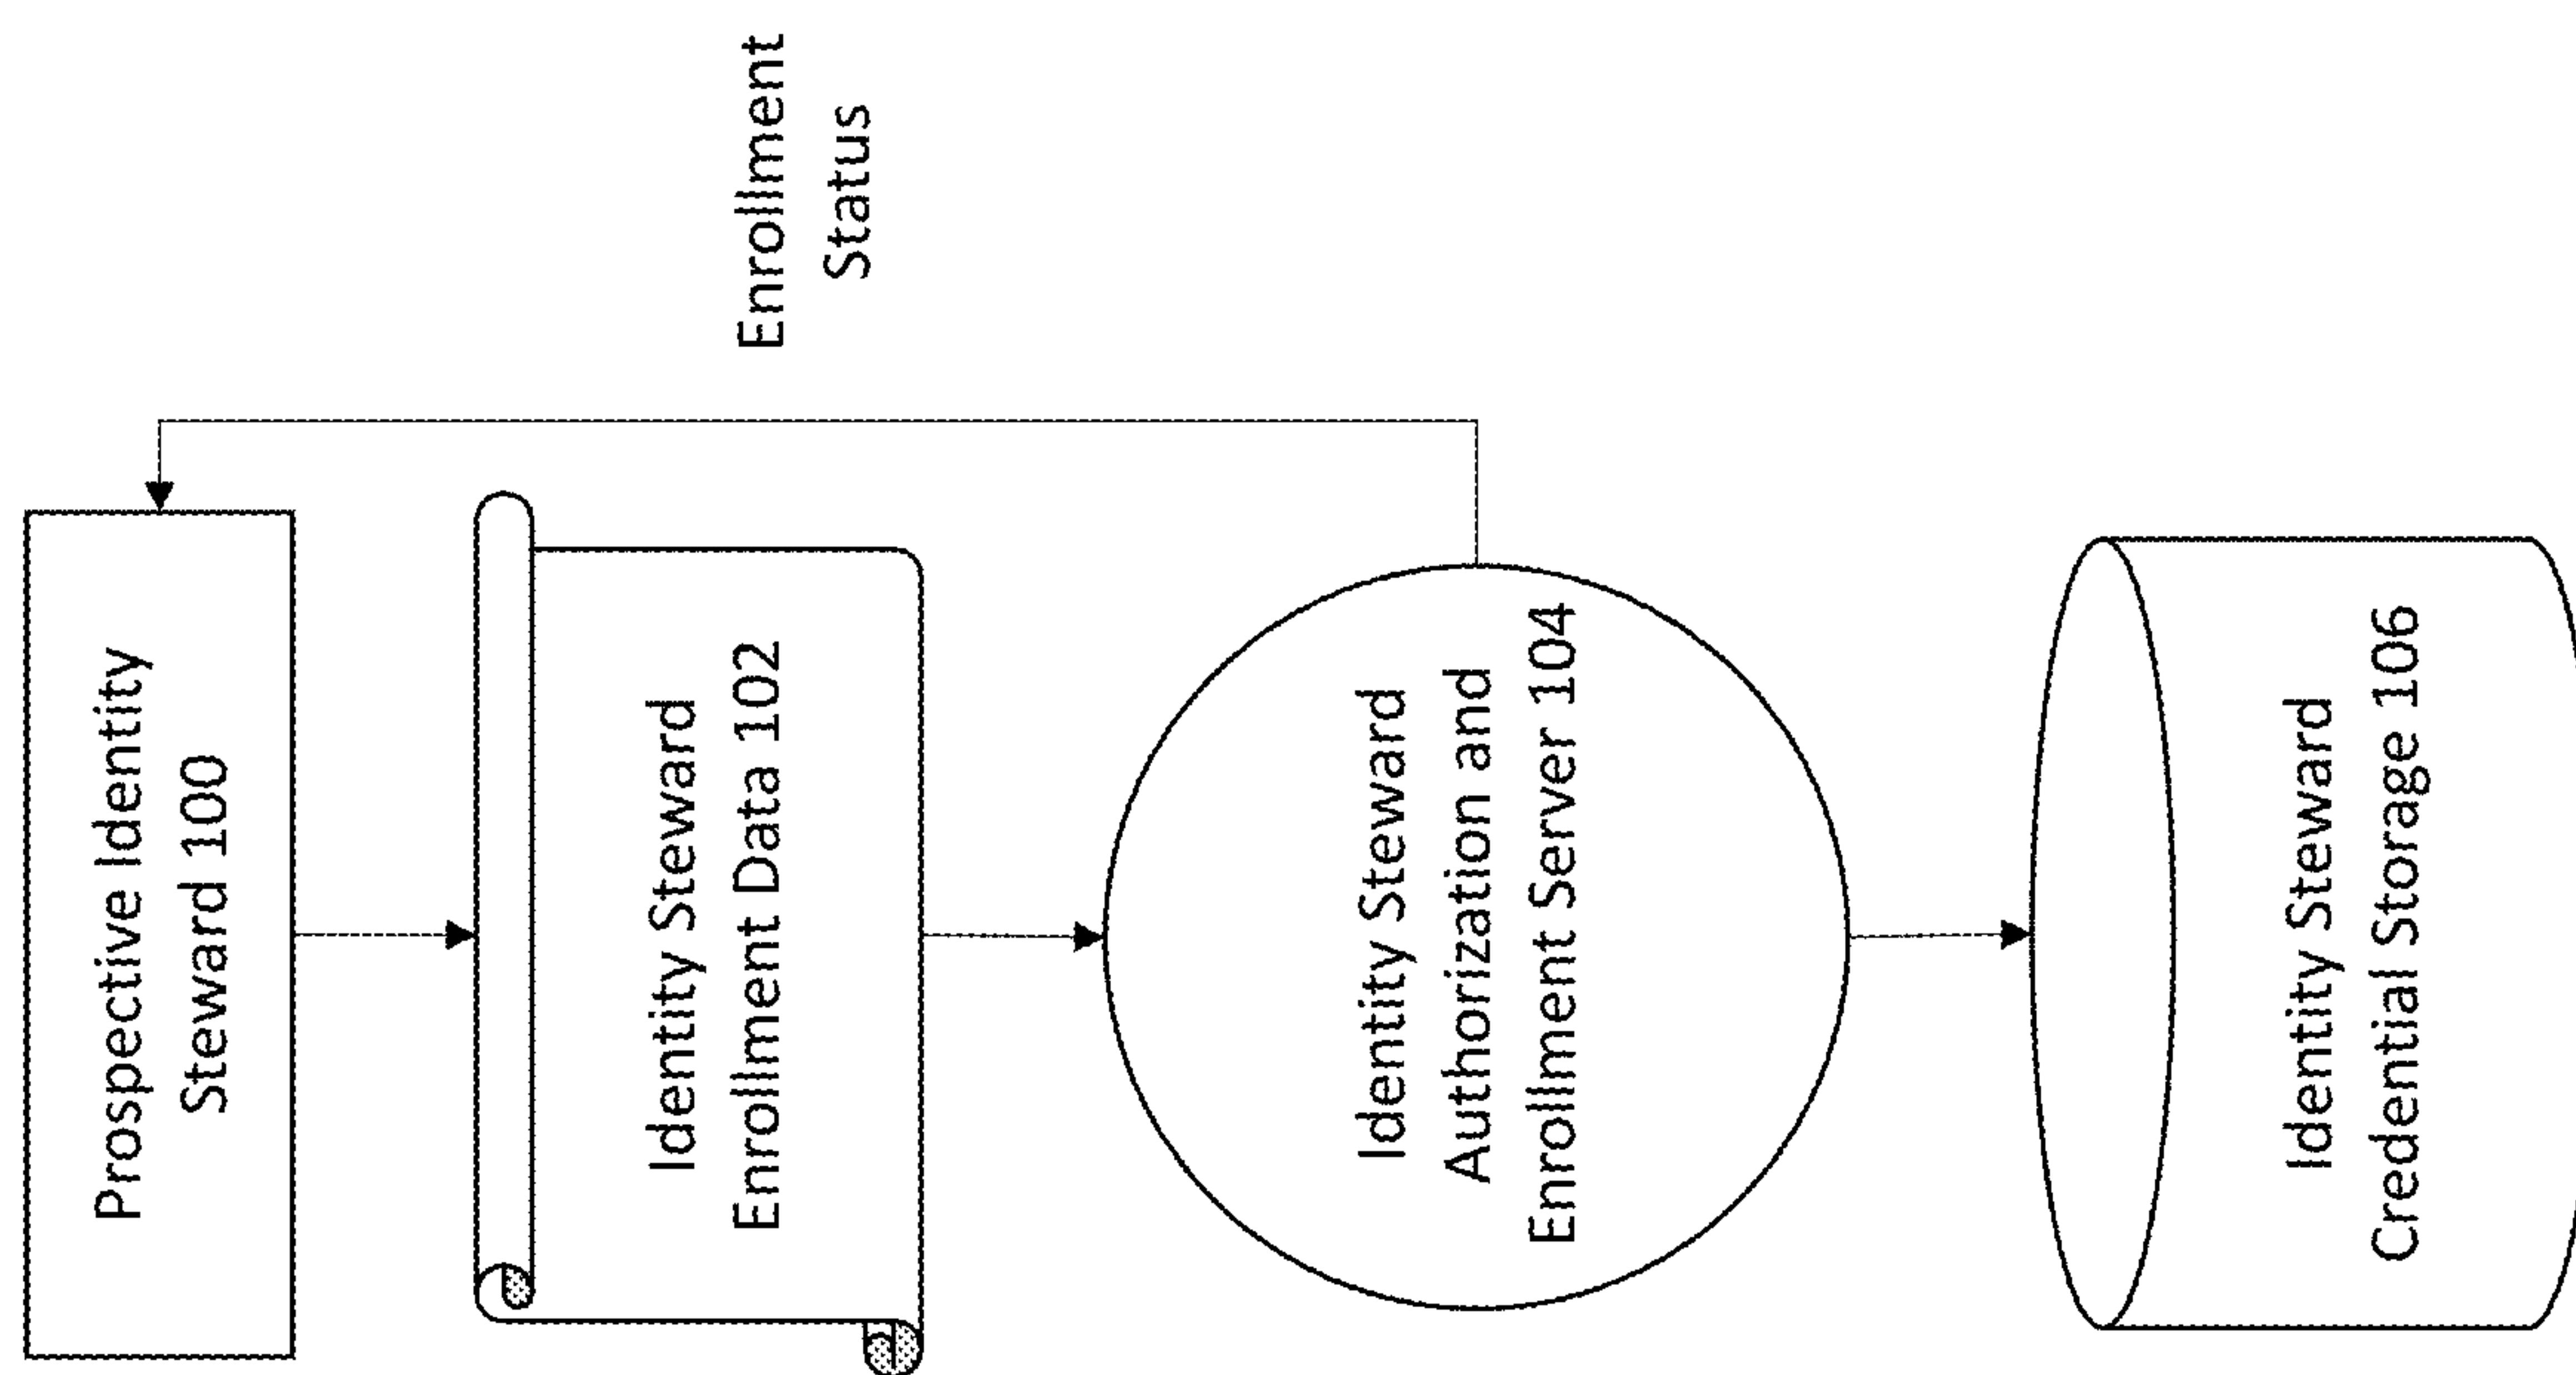 Prospective Identity
Steward 100
Enrollment
Status
Identity Steward
Enrollment Data 102
Identity Steward
Authorization and
Enrollment Server 104
Identity Steward
Credential Storage 106